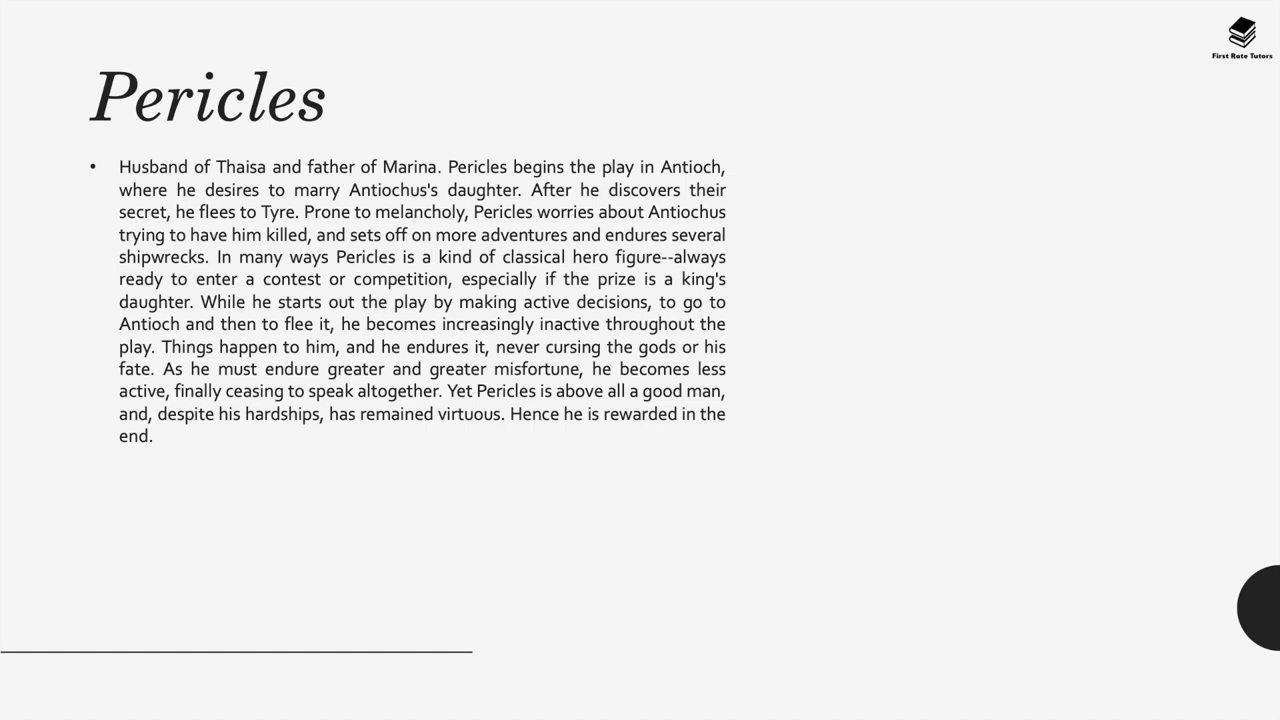 First Rate Tutors
Pericles
• Husband of Thaisa and father of Marina. Pericles begins the play in Antioch,
where he desires to marry Antiochus's daughter. After he discovers their
secret, he flees to Tyre. Prone to melancholy, Pericles worries about Antiochus
trying to have him killed, and sets off on more adventures and endures several
shipwrecks. In many ways Pericles is a kind of classical hero figure--always
ready to enter a contest or competition, especially if the prize is a king's
daughter. While he starts out the play by making active decisions, to go to
Antioch and then to flee it, he becomes increasingly inactive throughout the
play. Things happen to him, and he endures it, never cursing the gods or his
fate. As he must endure greater and greater misfortune, he becomes less
active, finally ceasing to speak altogether. Yet Pericles is above all a good man,
and, despite his hardships, has remained virtuous. Hence he is rewarded in the
end.